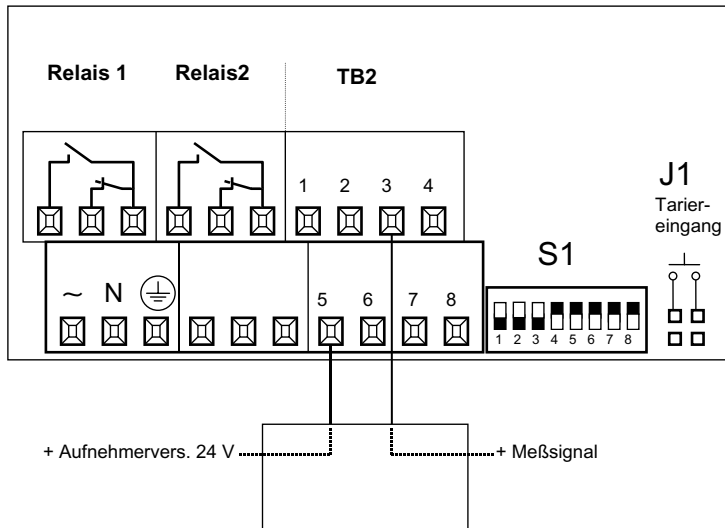 Relais 1 Relais2 TB2
1 2 3 4
J1
Tarier-
eingang
S1
~ N
5 6 7 8
1 2 3 4 5 6 7 8
+ Aufnehmervers. 24 V
+ Meßsignal